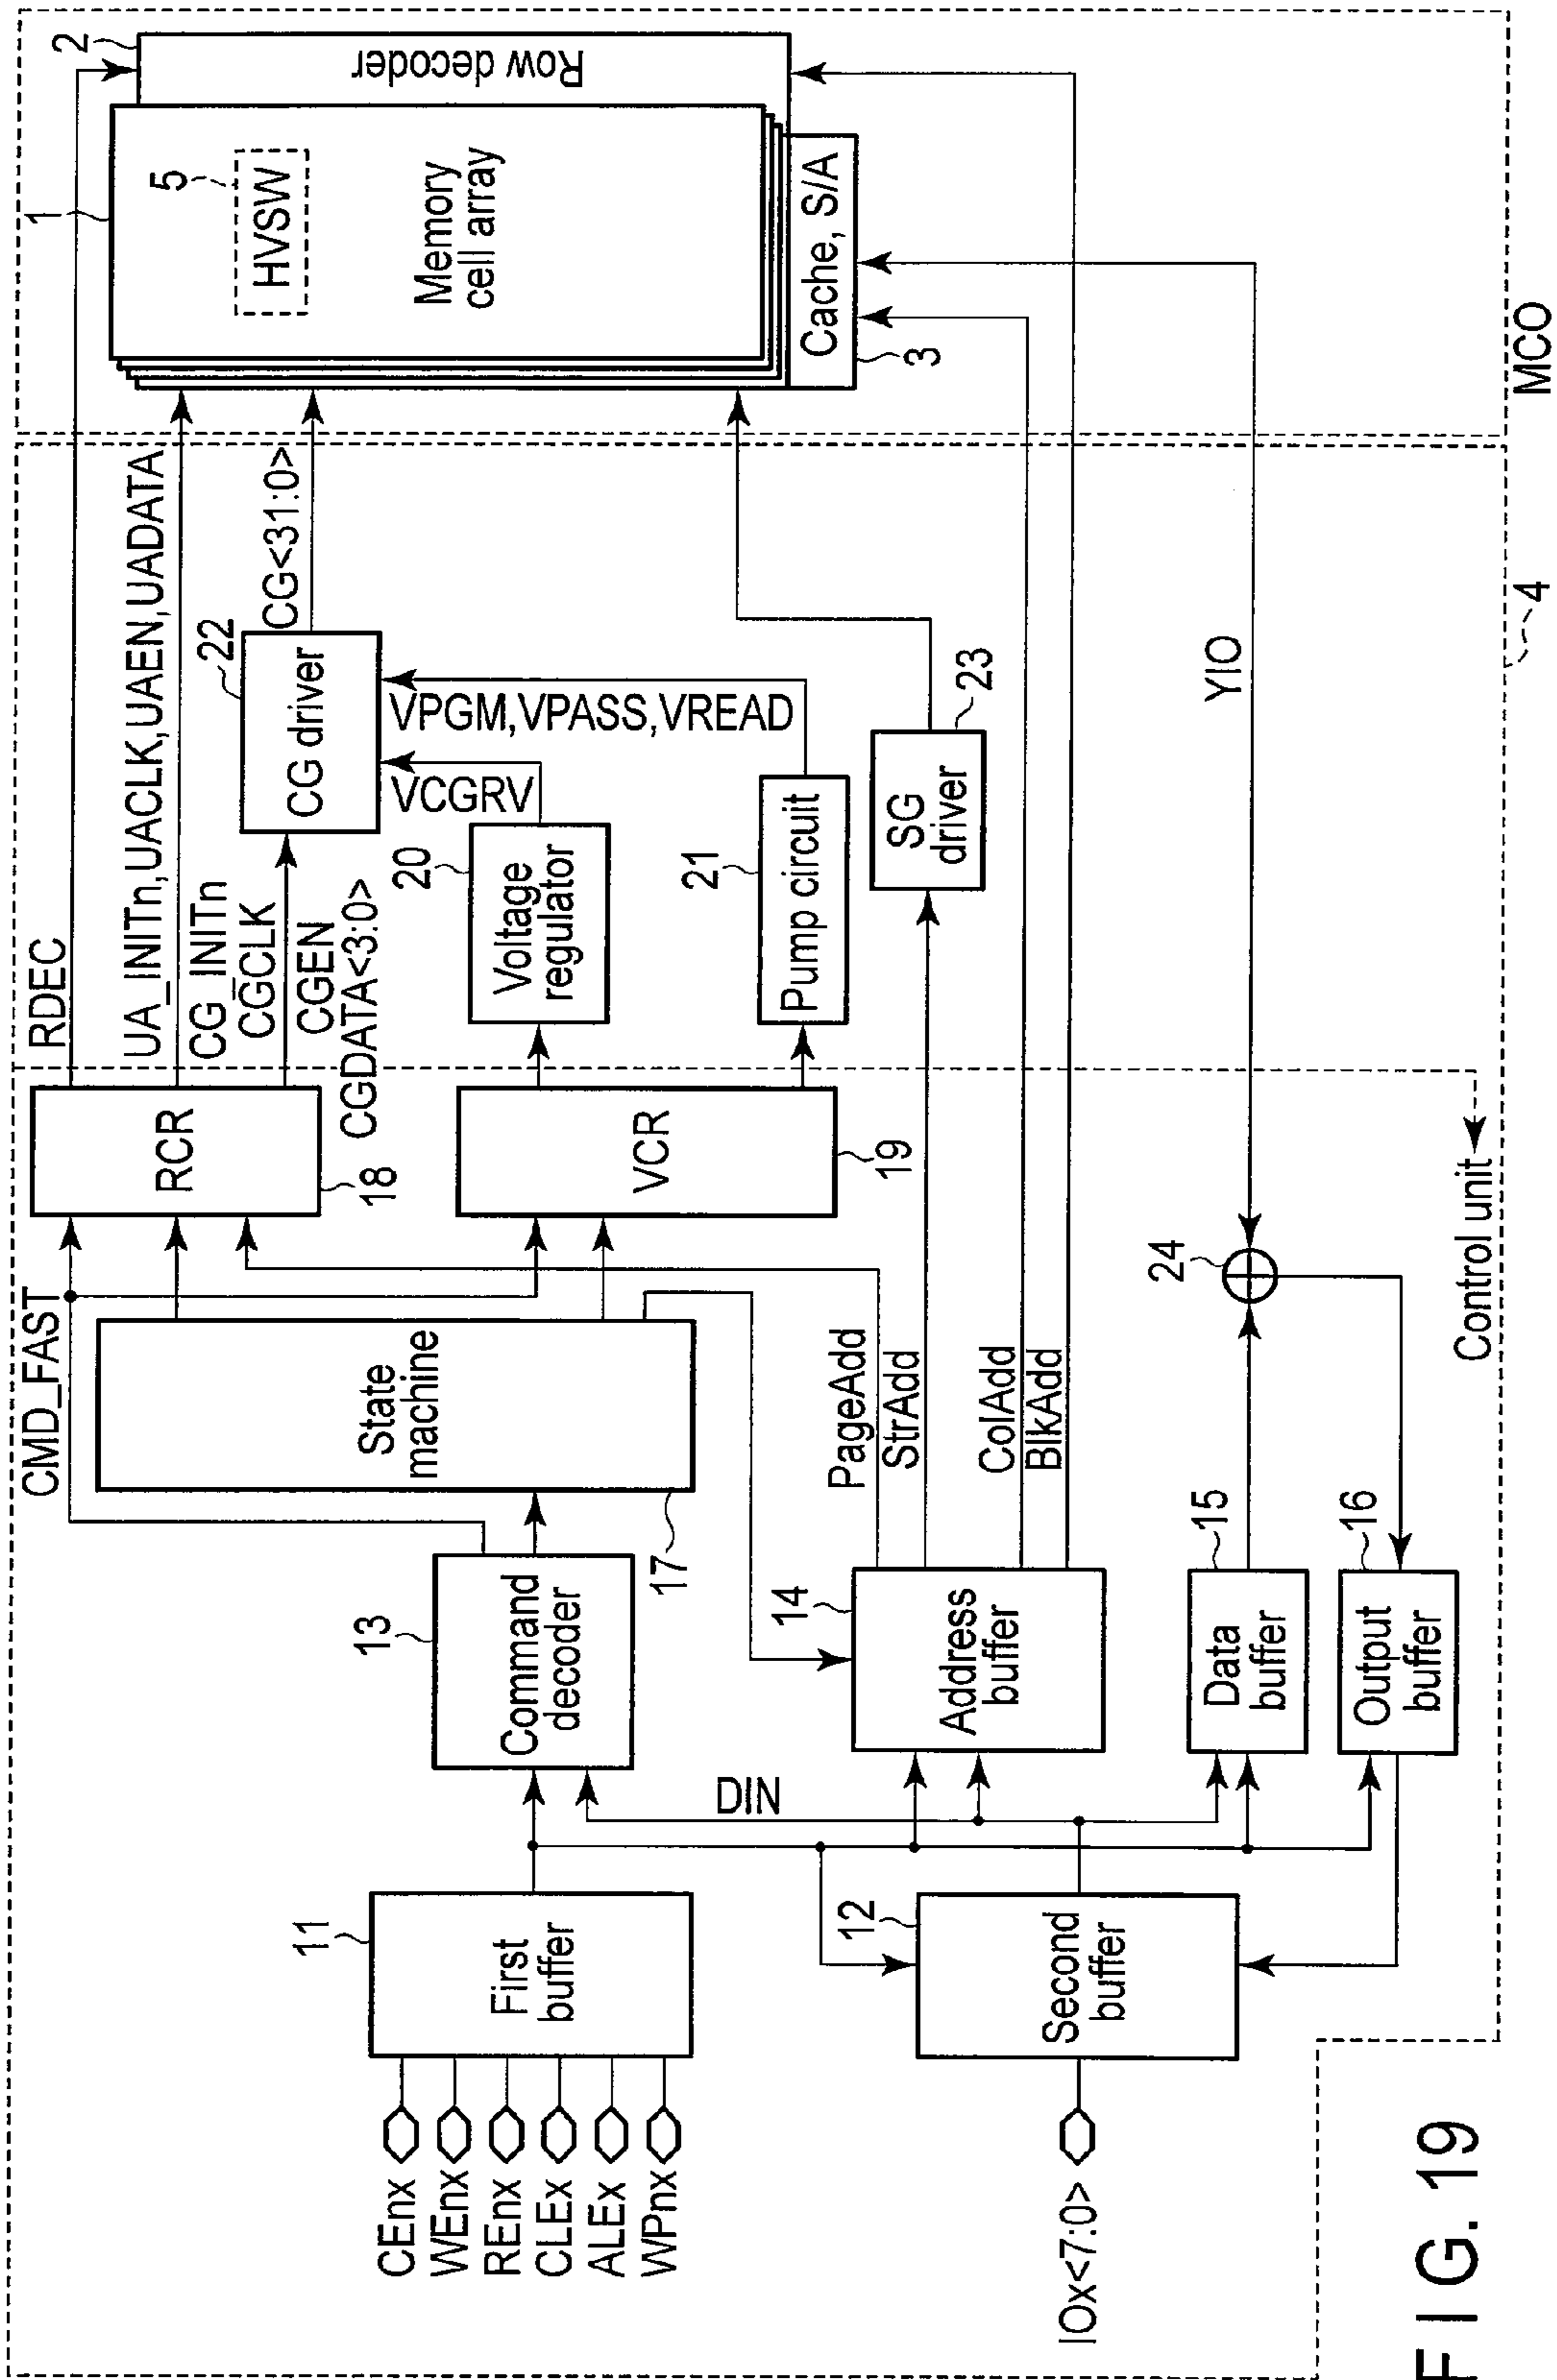 CEnx
WEnx
REnx
CLEx
ALEx
WPnx
IOx<7:0>
11
First
buffer
12
Second
buffer
DIN
13
Command
decoder
14
Address
buffer
15
Data
buffer
16
Output
buffer
CMD_FAST
State
machine
17
PageAdd
StrAdd
ColAdd
BlkAdd
RCR
18
VCR
19
24
Control unit
RDEC
UA_INITn,UACLK,UAEN,UADATA
CG_INITn
CGCLK
CGEN
CGDATA<3:0>
20
Voltage
regulator
21
Pump circuit
22
CG driver
VCGRV
VPGM,VPASS,VREAD
CG<31:0>
SG
driver
23
YIO
4
1
2
5
HVSW
Memory
cell array
Row decoder
Cache, S/A
3
MCO
FIG. 19